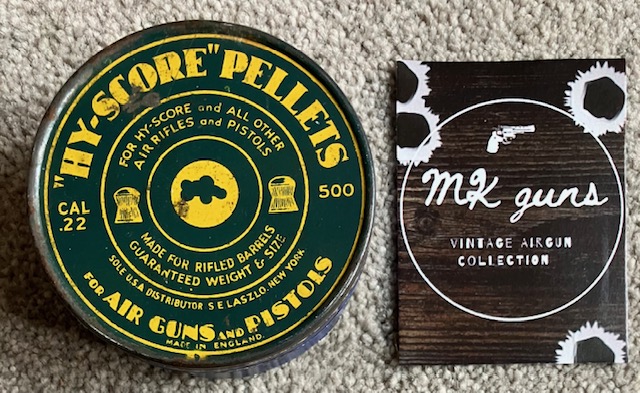 "HY-SCORE" PELLETS
FOR HY-SCORE and ALL OTHER
AIR RIFLES and PISTOLS
CAL
.22
500
MADE FOR RIFLED BARRELS
GUARANTEED WEIGHT & SIZE
SOLE U.S.A DISTRIBUTOR S E LASZLO, NEW YORK
FOR AIR GUNS AND PISTOLS
MADE IN ENGLAND.
MK guns
VINTAGE AIRGUN
COLLECTION